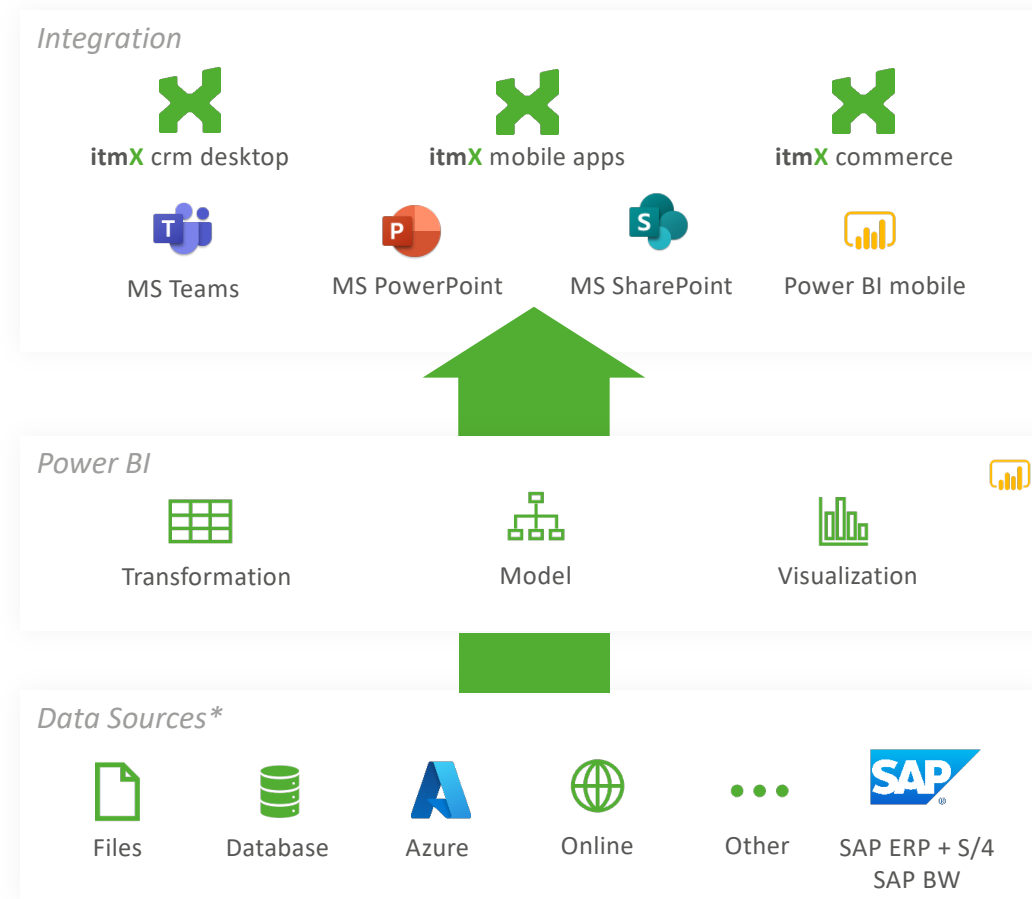 Integration
itmX crm desktop
itmX mobile apps
itmX commerce
T
P
S
MS Teams
MS PowerPoint
MS SharePoint
Power BI mobile
Power BI
Transformation
Model
Visualization
Data Sources*
SAP
®
Files
Database
Azure
Online
Other
SAP ERP + S/4
SAP BW